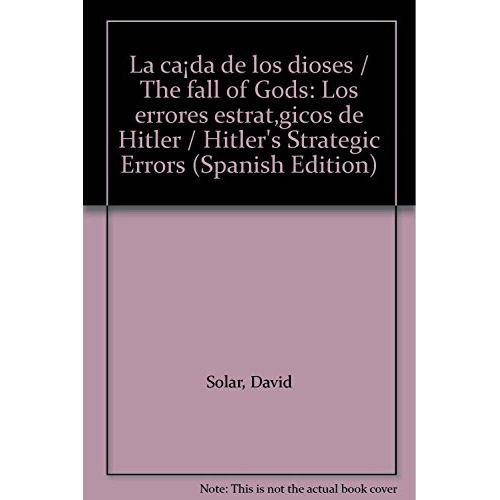 La ca¡da de los dioses /
The fall of Gods: Los
errores estrat,gicos de
Hitler / Hitler's Strategic
Errors (Spanish Edition)
Solar, David
Note: This is not the actual book cover